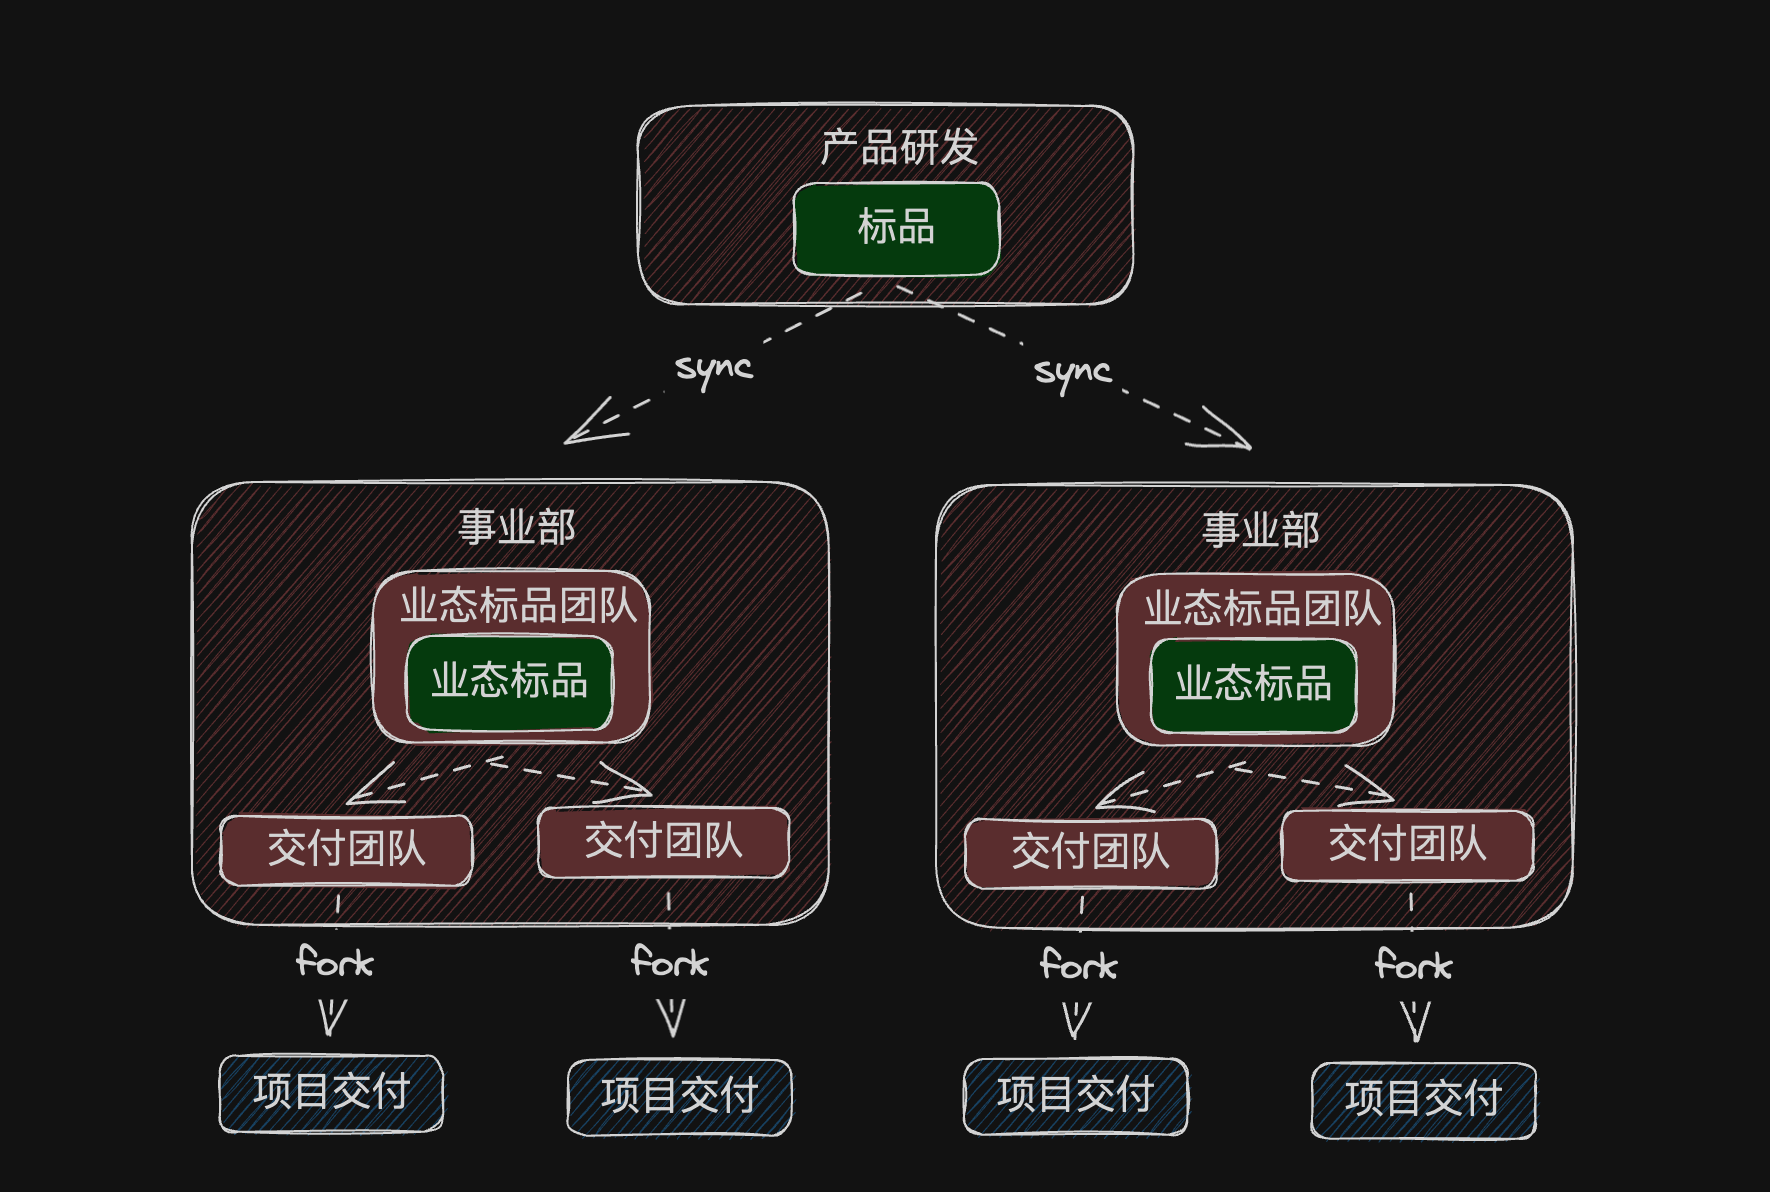 产品研发
标品
sync
sync
事业部
事业部
业态标品团队
业态标品团队
业态标品
业态标品
交付团队
交付团队
交付团队
交付团队
fork
fork
fork
fork
项目交付
项目交付
项目交付
项目交付